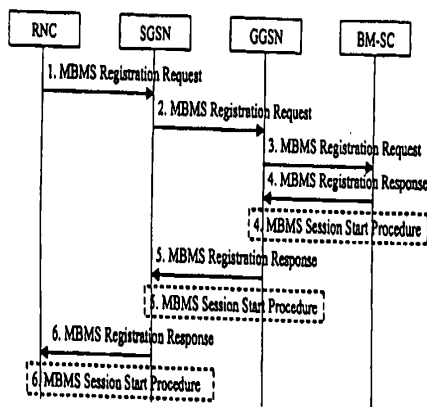 RNC
SGSN
GGSN
BM-SC
1. MBMS Registration Request
2. MBMS Registration Request
3. MBMS Registration Request
4. MBMS Registration Response
4. MBMS Session Start Procedure
5. MBMS Registration Response
5. MBMS Session Start Procedure
6. MBMS Registration Response
6. MBMS Session Start Procedure